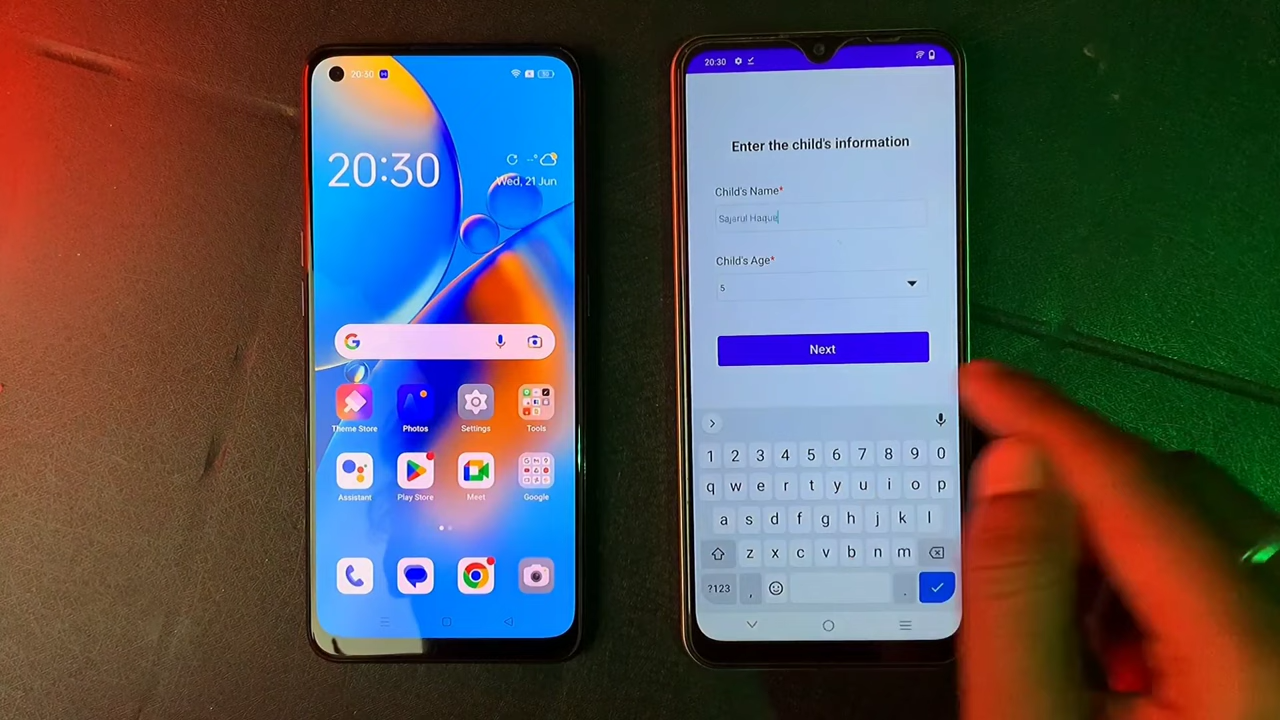 20:30
20:30
Wed, 21 Jun
Theme Store
Photos
Settings
Tools
Assistant
Play Store
Meet
Google
20:30
Enter the child's information
Child's Name*
Sajarul Haque
Child's Age*
5
Next
1 2 3 4 5 6 7 8 9 0
q w e r t y u i o p
a s d f g h j k l
z x c v b n m
?123 , .